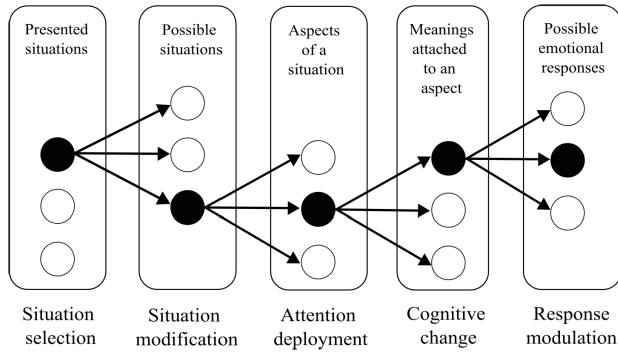 Presented
situations
Possible
situations
Aspects
of a
situation
Meanings
attached
to an
aspect
Possible
emotional
responses
Situation
selection
Situation
modification
Attention
deployment
Cognitive
change
Response
modulation